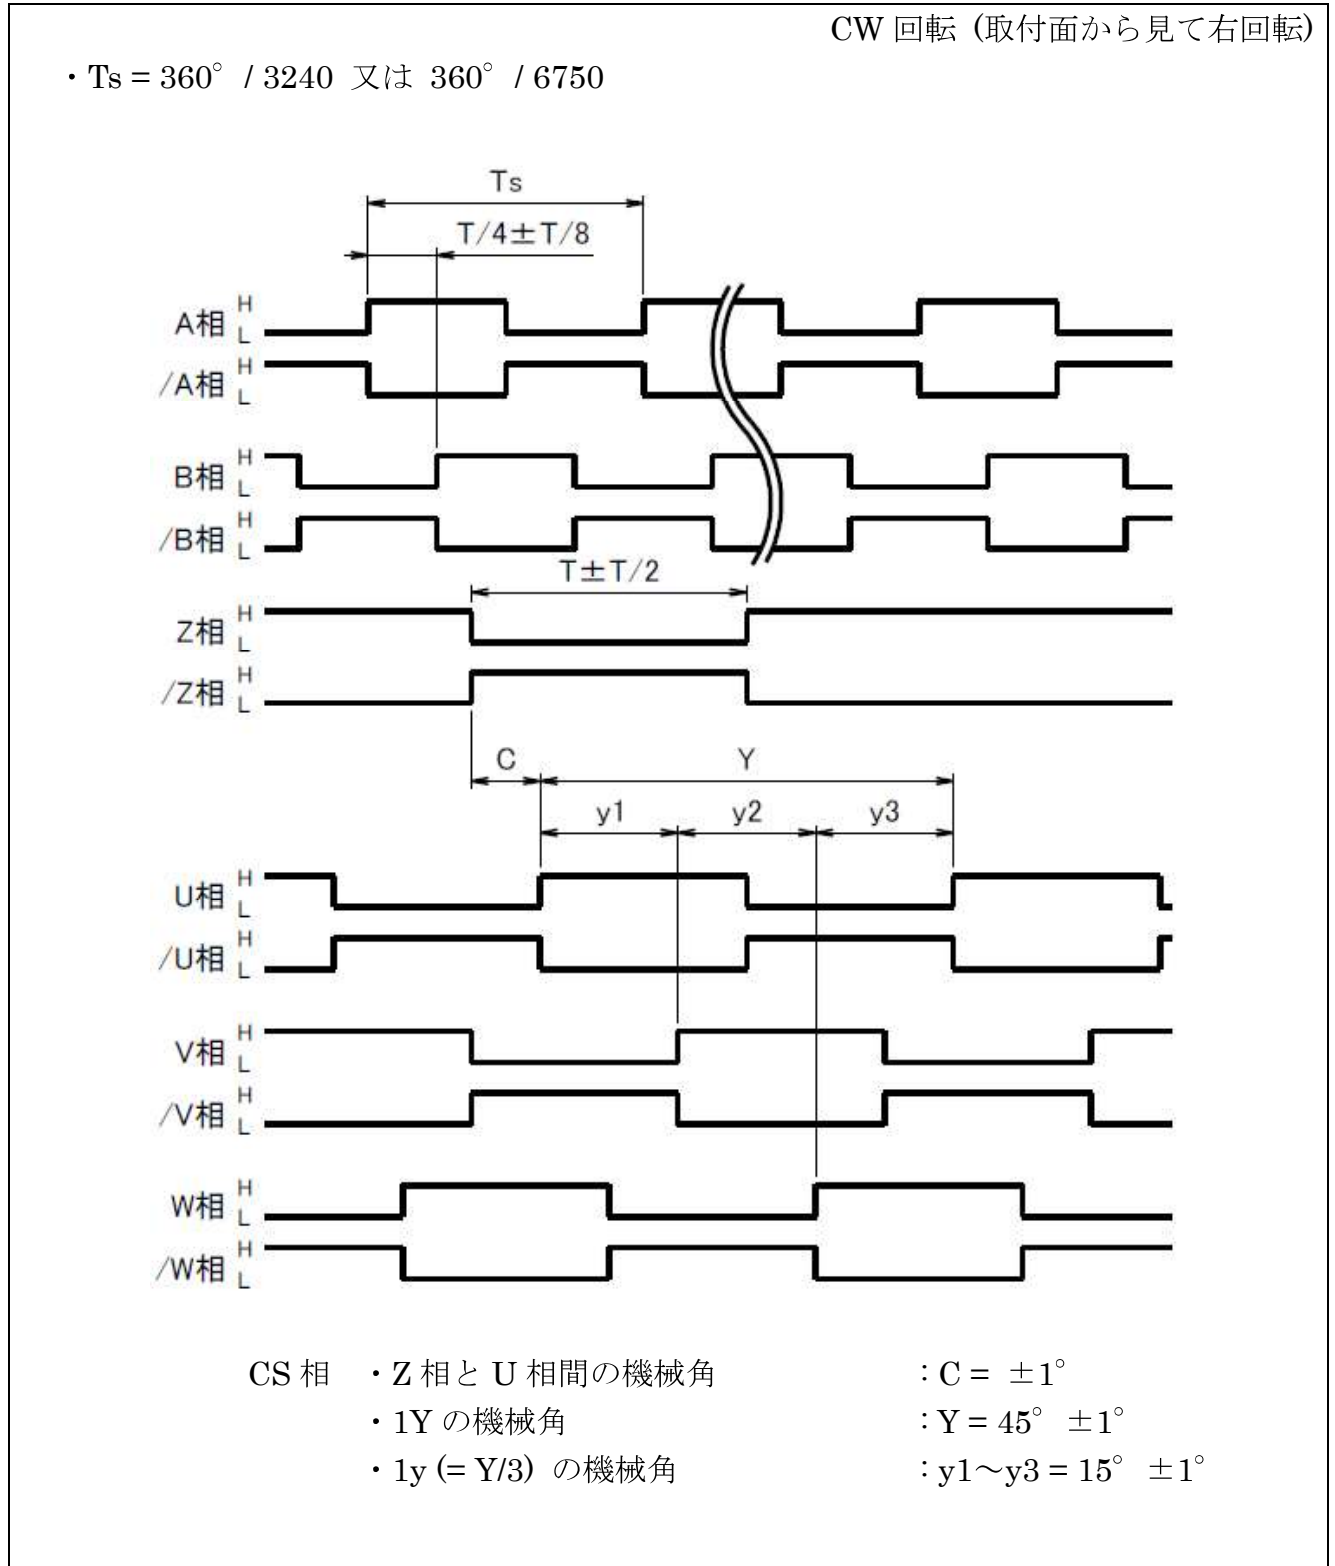 CW 回転 (取付面から見て右回転)
・Ts = 360° / 3240 又は 360° / 6750
Ts
T/4±T/8
A相 H L
/A相 H L
B相 H L
/B相 H L
T±T/2
Z相 H L
/Z相 H L
C Y
y1 y2 y3
U相 H L
/U相 H L
V相 H L
/V相 H L
W相 H L
/W相 H L
CS 相 ・Z 相と U 相間の機械角 : C = ±1°
・1Y の機械角 : Y = 45° ±1°
・1y (= Y/3) の機械角 : y1~y3 = 15° ±1°